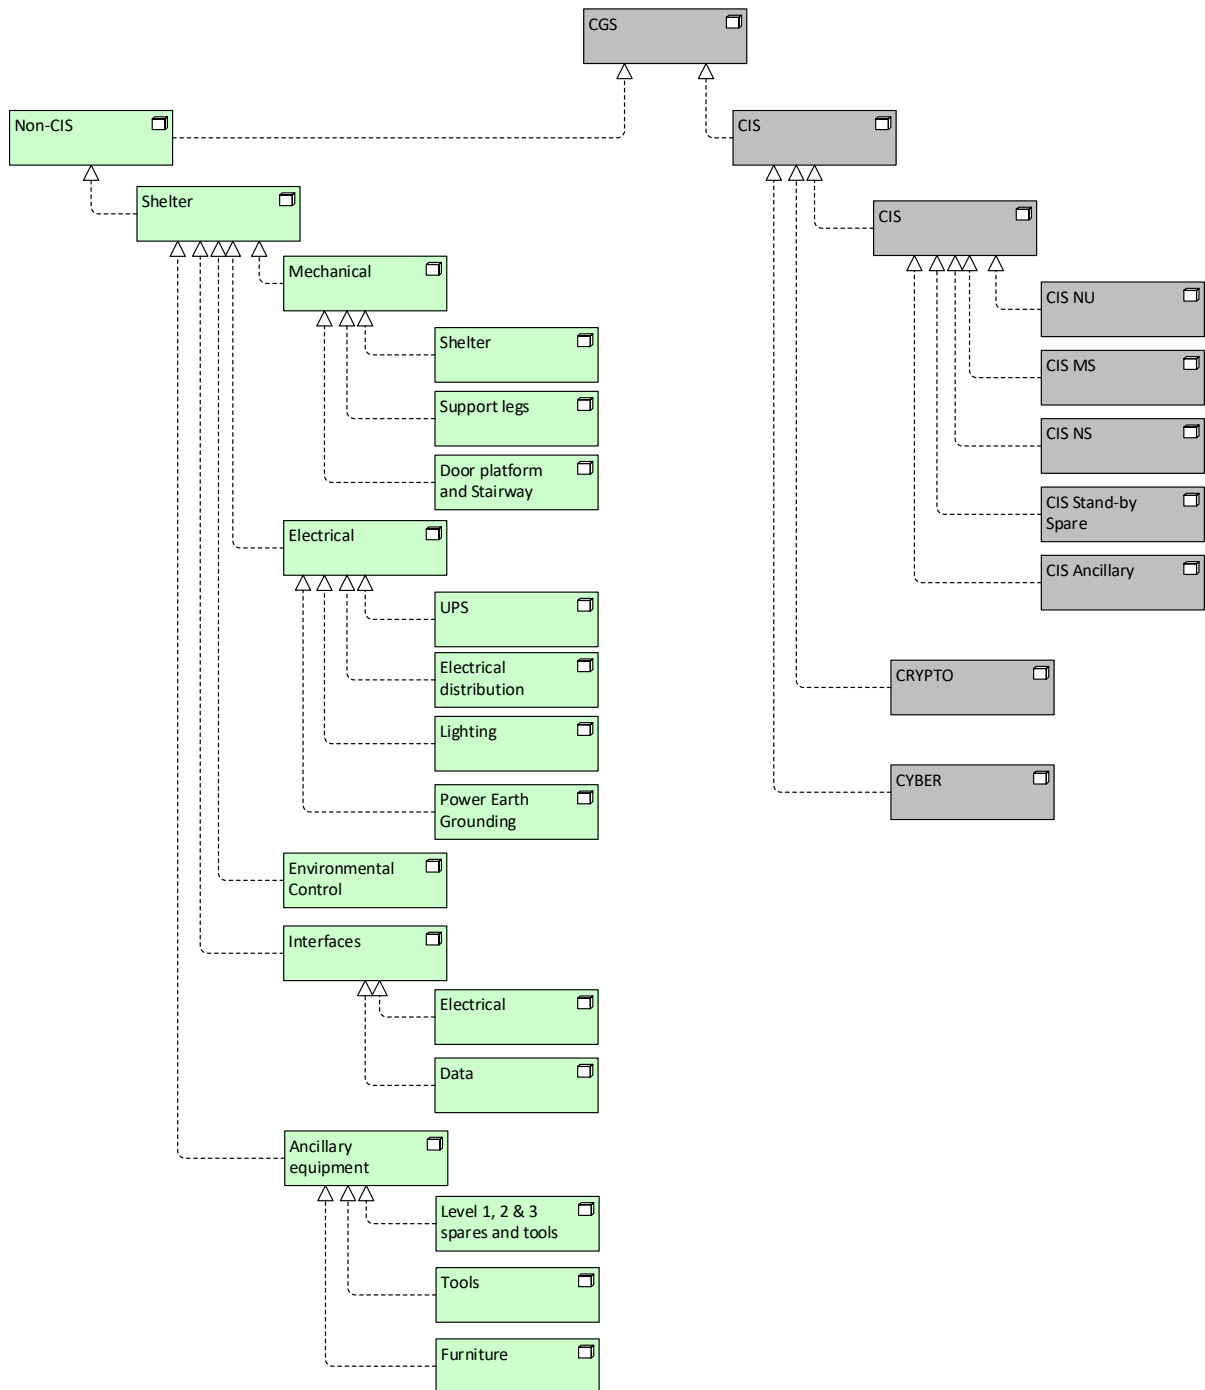 CGS
Non-CIS
CIS
Shelter
CIS
Mechanical
CIS NU
Shelter
CIS MS
Support legs
CIS NS
Door platform
and Stairway
CIS Stand-by
Spare
Electrical
CIS Ancillary
UPS
Electrical
distribution
CRYPTO
Lighting
CYBER
Power Earth
Grounding
Environmental
Control
Interfaces
Electrical
Data
Ancillary
equipment
Level 1, 2 & 3
spares and tools
Tools
Furniture